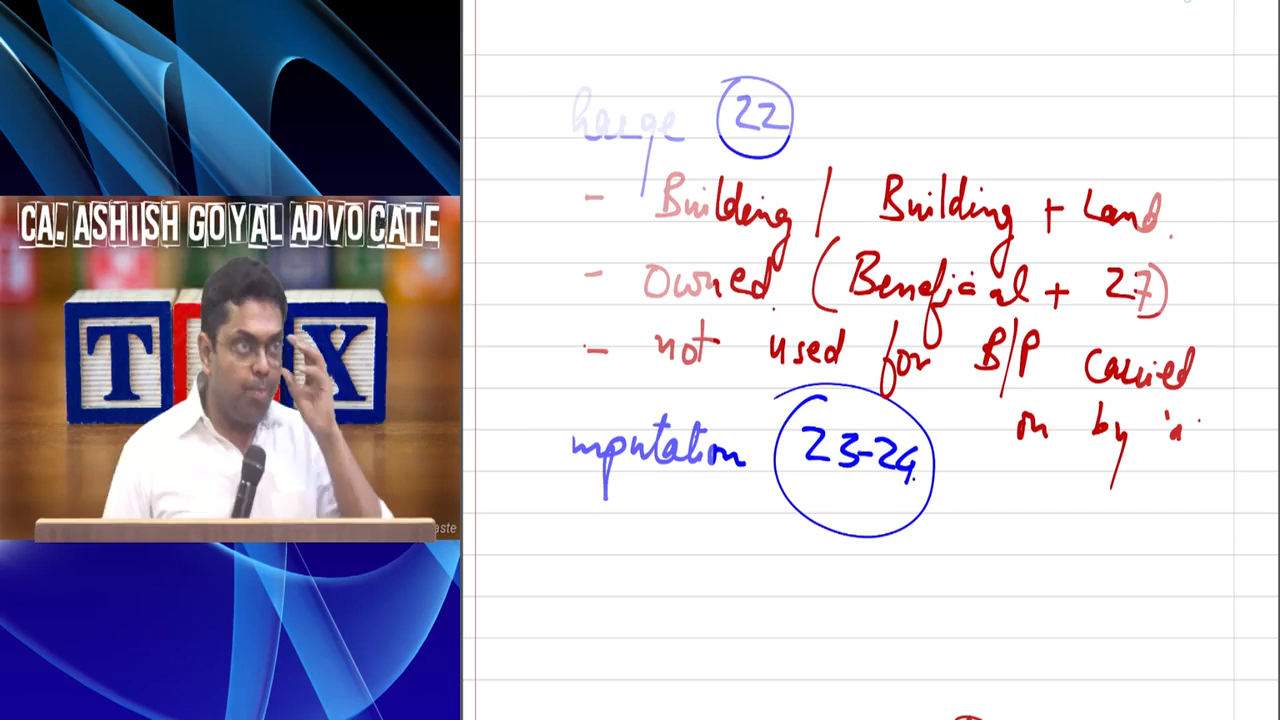 CA. ASHISH GOYAL ADVOCATE
T X
aste
harge 22
- Building / Building + Land.
- Owned (Beneficial + 27)
- not used for B/P carried
on by 'a'
mputation 23-24